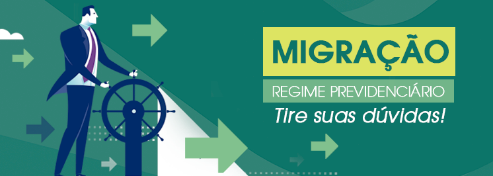 MIGRAÇÃO
REGIME PREVIDENCIÁRIO
Tire suas dúvidas!